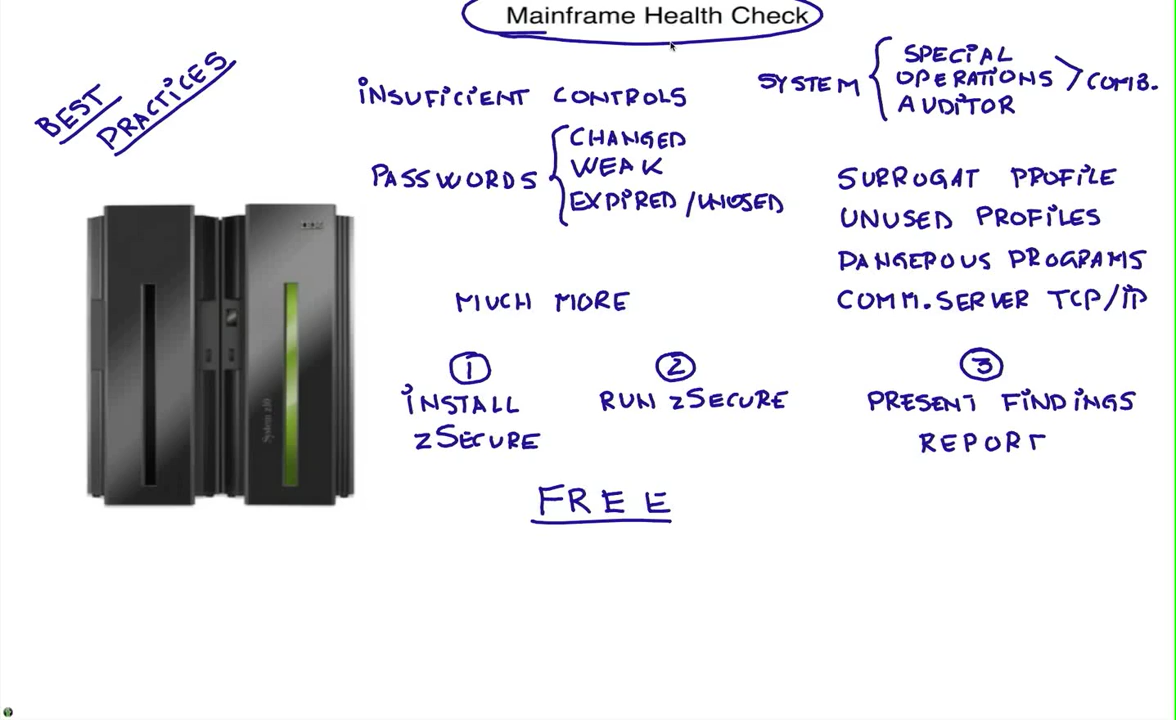 Mainframe Health Check
BEST
PRACTICES
INSUFICIENT CONTROLS
SYSTEM { SPECIAL
OPERATIONS
AUDITOR
> COMB.
PASSWORDS { CHANGED
WEAK
EXPIRED/UNUSED
SURROGAT PROFILE
UNUSED PROFILES
DANGEROUS PROGRAMS
COMM.SERVER TCP/IP
MUCH MORE
1
INSTALL
zSECURE
2
RUN zSECURE
3
PRESENT FINDINGS
REPORT
FREE
System z10